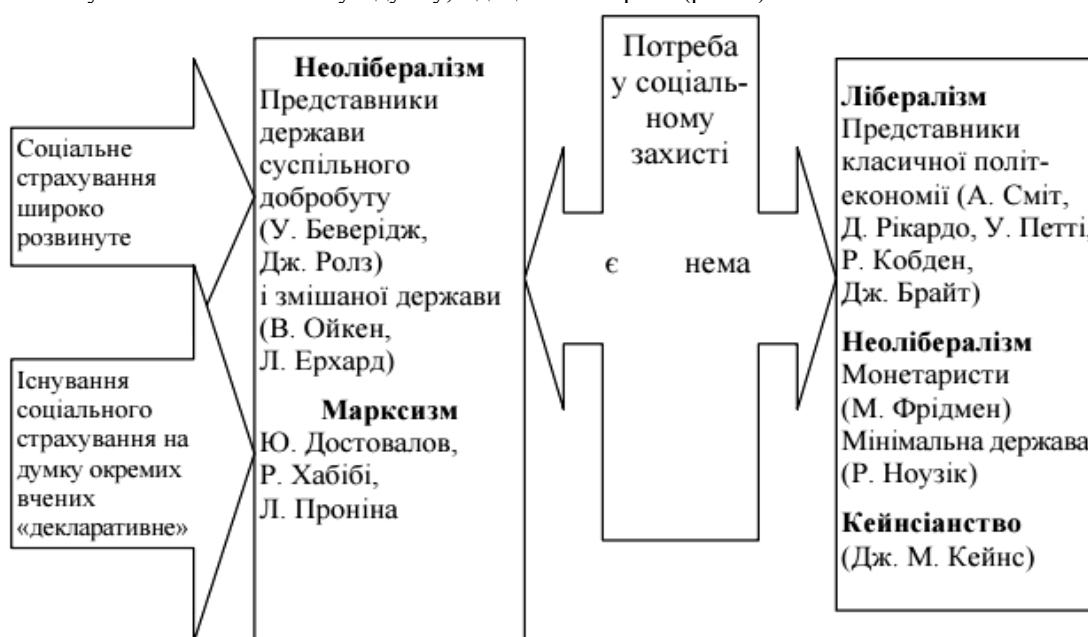 Соціальне
страхування
широко
розвинуте
Існування
соціального
страхування на
думку окремих
вчених
«декларативне»
Неолібералізм
Представники
держави
суспільного
добробуту
(У. Беверідж,
Дж. Ролз)
і змішаної держави
(В. Ойкен,
Л. Ерхард)
Марксизм
Ю. Достовалов,
Р. Хабібі,
Л. Проніна
Потреба
у соціаль-
ному
захисті
є нема
Лібералізм
Представники
класичної політ-
економії (А. Сміт,
Д. Рікардо, У. Петті,
Р. Кобден,
Дж. Брайт)
Неолібералізм
Монетаристи
(М. Фрідмен)
Мінімальна держава
(Р. Ноузік)
Кейнсіанство
(Дж. М. Кейнс)